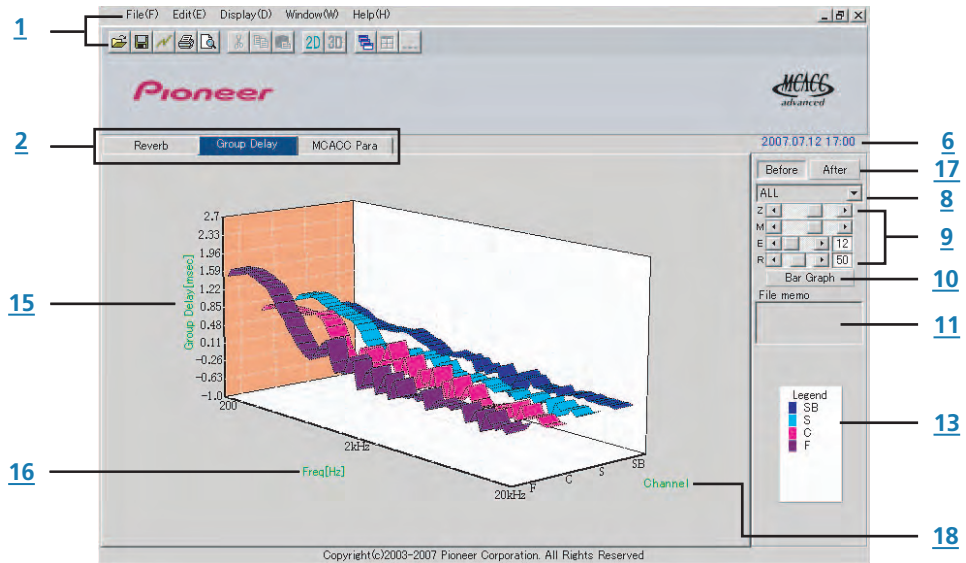 File(F) Edit(E) Display(D) Window(W) Help(H)
1
2D 3D
Pioneer
MCACC
advanced
2
Reverb Group Delay MCACC Para
2007.07.12 17:00
6
Before After
17
ALL
8
Z
M
E 12
R 50
9
Bar Graph
10
File memo
11
2.7
2.33
1.96
1.59
1.22
0.85
0.48
0.11
-0.26
-0.63
-1.0
Group Delay[msec]
15
200
2kHz
20kHz
Freq[Hz]
16
F C S SB
Channel
18
Legend
SB
S
C
F
13
Copyright(c)2003-2007 Pioneer Corporation. All Rights Reserved